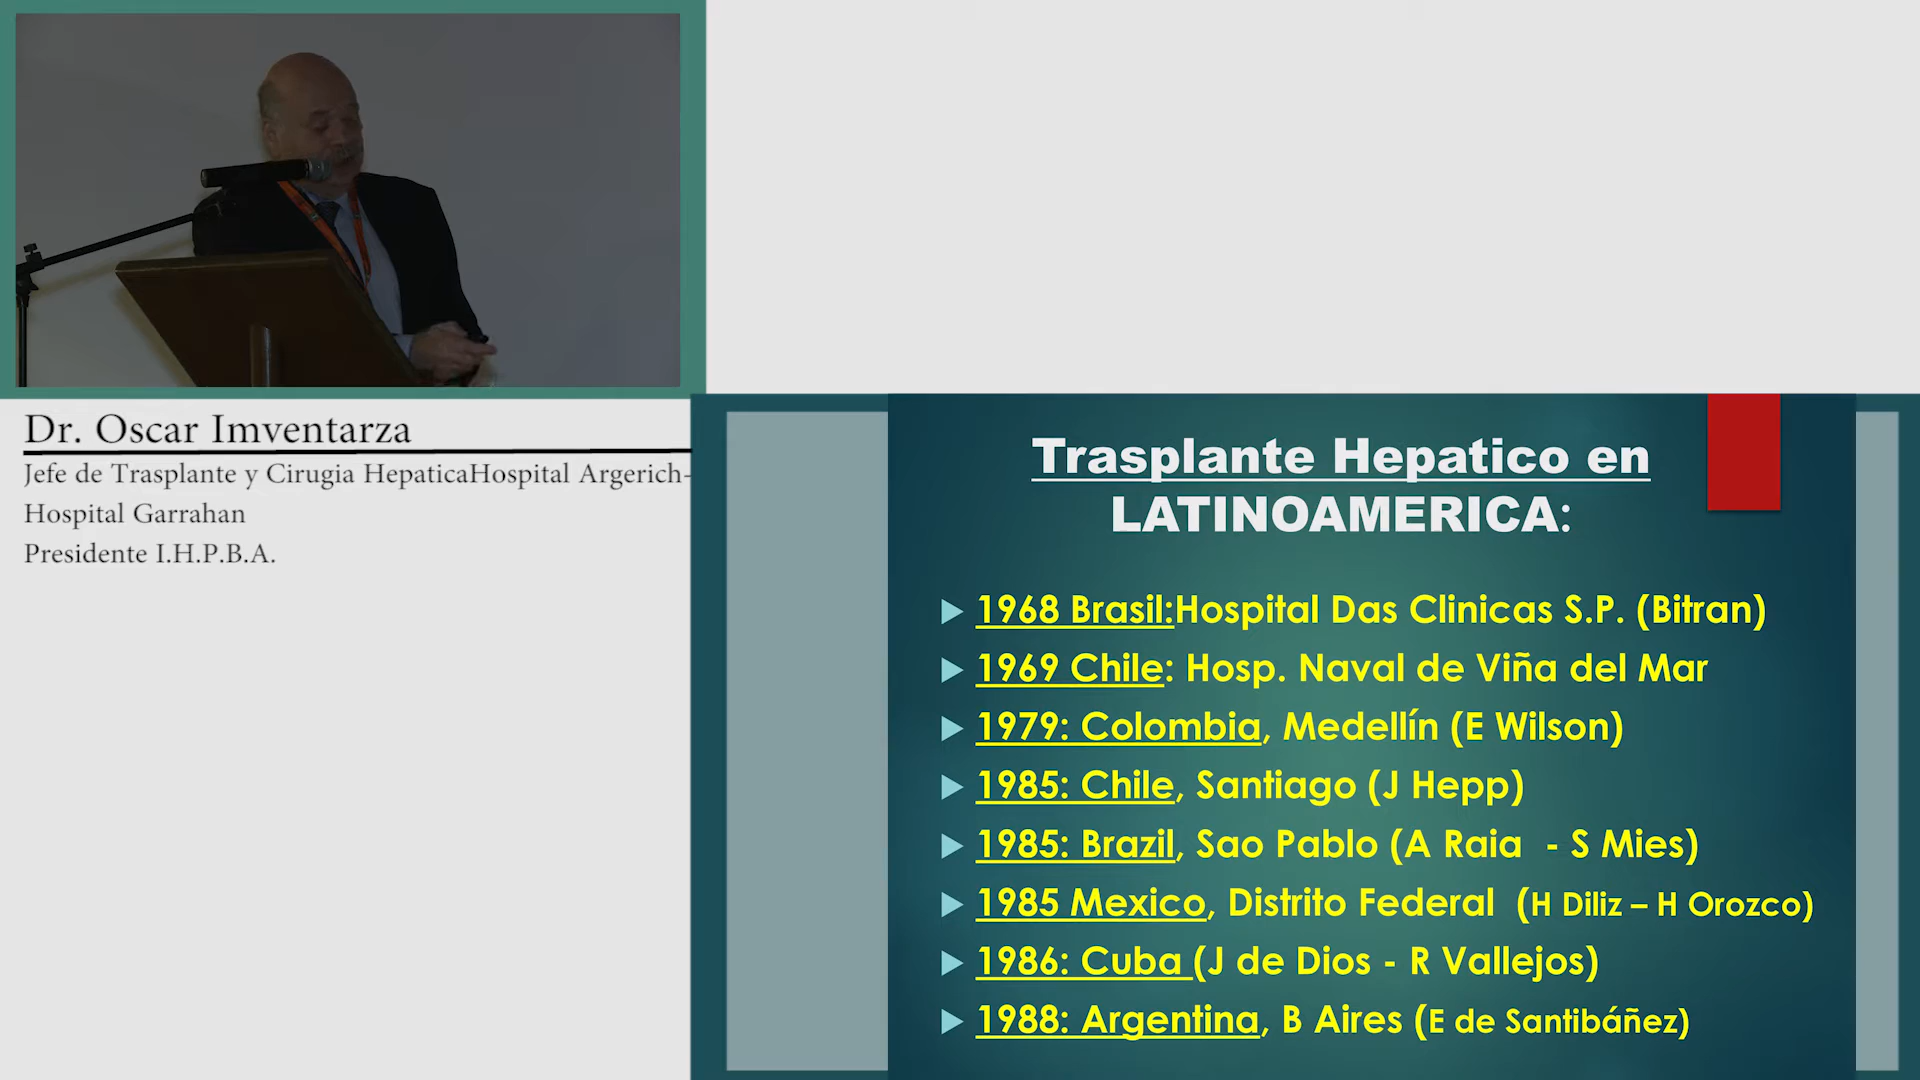 Dr. Oscar Imventarza
Jefe de Trasplante y Cirugia HepaticaHospital Argerich-
Hospital Garrahan
Presidente I.H.P.B.A.
Trasplante Hepatico en
LATINOAMERICA:
1968 Brasil:Hospital Das Clinicas S.P. (Bitran)
1969 Chile: Hosp. Naval de Viña del Mar
1979: Colombia, Medellín (E Wilson)
1985: Chile, Santiago (J Hepp)
1985: Brazil, Sao Pablo (A Raia - S Mies)
1985 Mexico, Distrito Federal (H Diliz – H Orozco)
1986: Cuba (J de Dios - R Vallejos)
1988: Argentina, B Aires (E de Santibáñez)